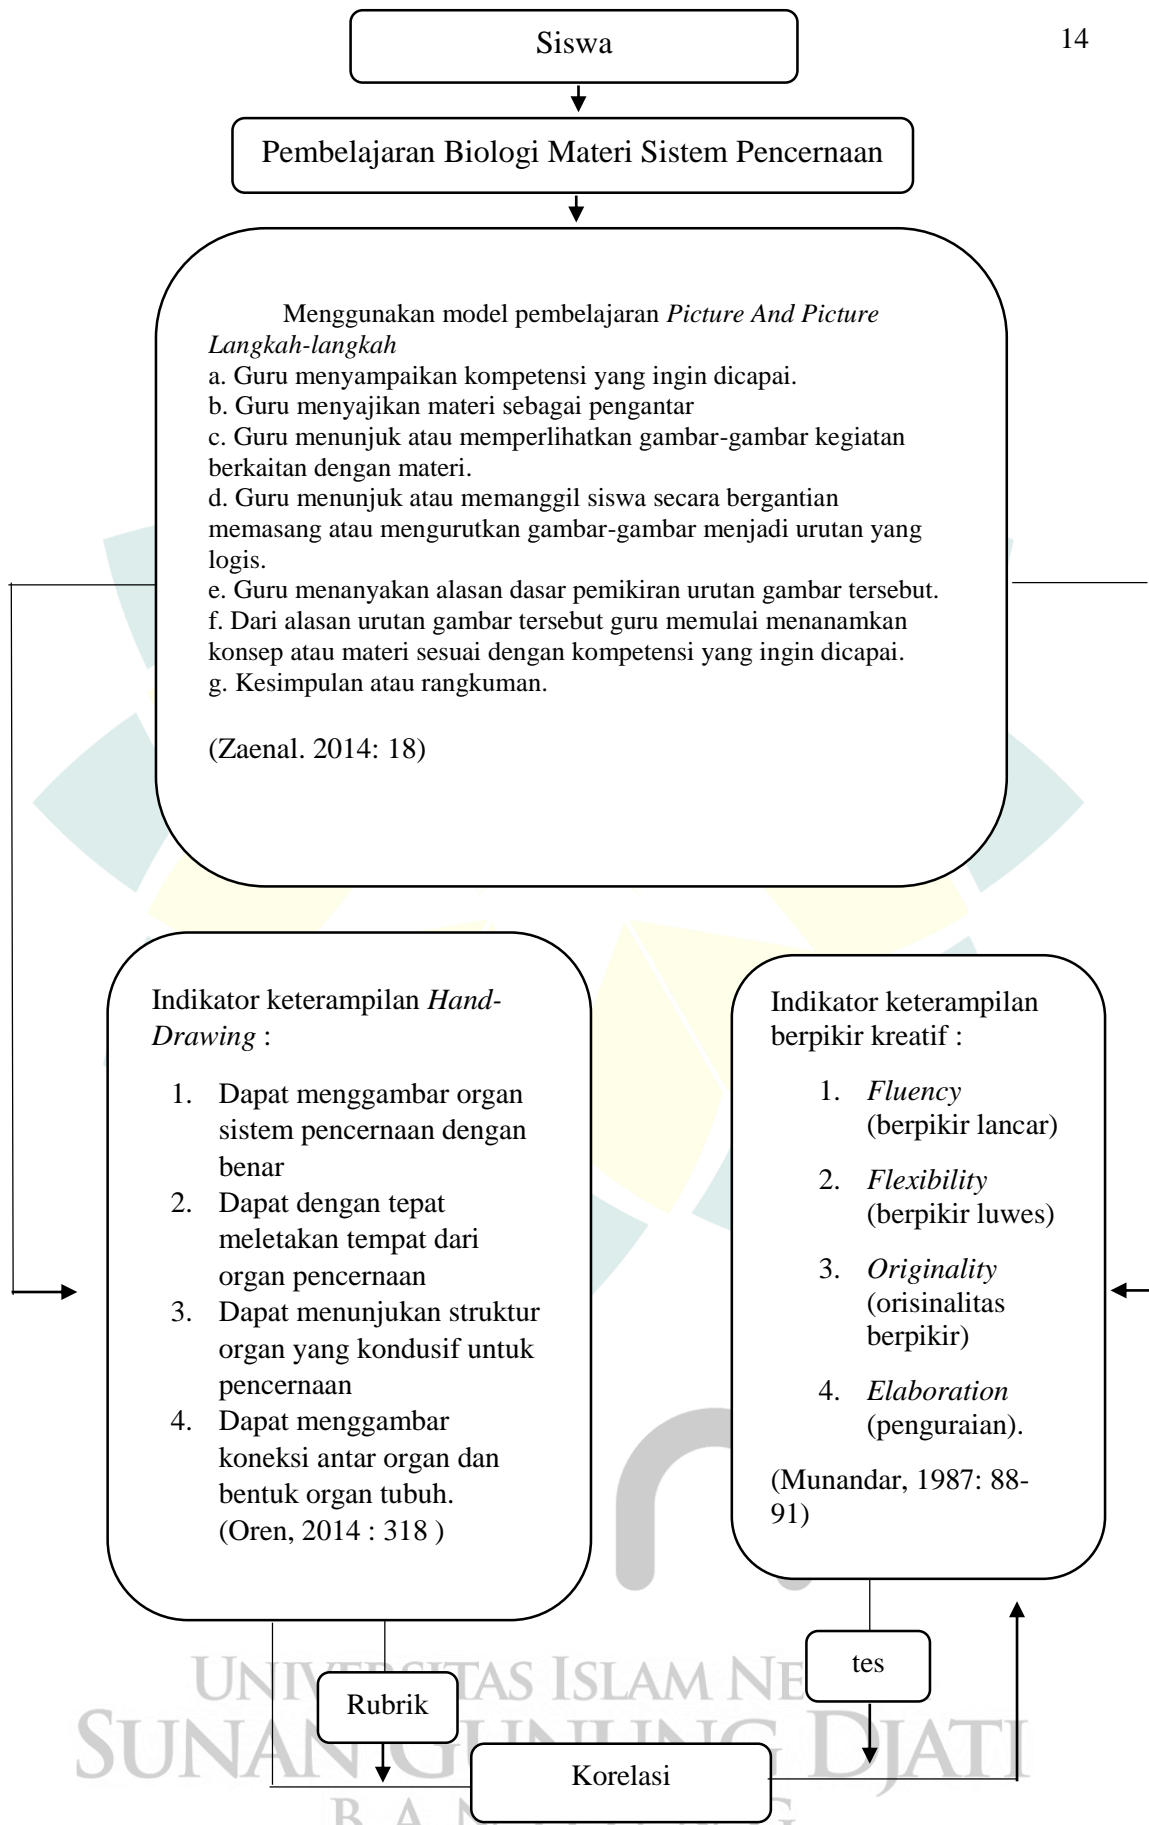 14
Siswa
Pembelajaran Biologi Materi Sistem Pencernaan
Menggunakan model pembelajaran Picture And Picture
Langkah-langkah
a. Guru menyampaikan kompetensi yang ingin dicapai.
b. Guru menyajikan materi sebagai pengantar
c. Guru menunjuk atau memperlihatkan gambar-gambar kegiatan
berkaitan dengan materi.
d. Guru menunjuk atau memanggil siswa secara bergantian
memasang atau mengurutkan gambar-gambar menjadi urutan yang
logis.
e. Guru menanyakan alasan dasar pemikiran urutan gambar tersebut.
f. Dari alasan urutan gambar tersebut guru memulai menanamkan
konsep atau materi sesuai dengan kompetensi yang ingin dicapai.
g. Kesimpulan atau rangkuman.
(Zaenal. 2014: 18)
Indikator keterampilan Hand-
Drawing :
1. Dapat menggambar organ
sistem pencernaan dengan
benar
2. Dapat dengan tepat
meletakan tempat dari
organ pencernaan
3. Dapat menunjukan struktur
organ yang kondusif untuk
pencernaan
4. Dapat menggambar
koneksi antar organ dan
bentuk organ tubuh.
(Oren, 2014 : 318 )
Indikator keterampilan
berpikir kreatif :
1. Fluency
(berpikir lancar)
2. Flexibility
(berpikir luwes)
3. Originality
(orisinalitas
berpikir)
4. Elaboration
(penguraian).
(Munandar, 1987: 88-
91)
Rubrik
tes
Korelasi
UNIVERSITAS ISLAM NE
SUNAN GUNUNG DJATI